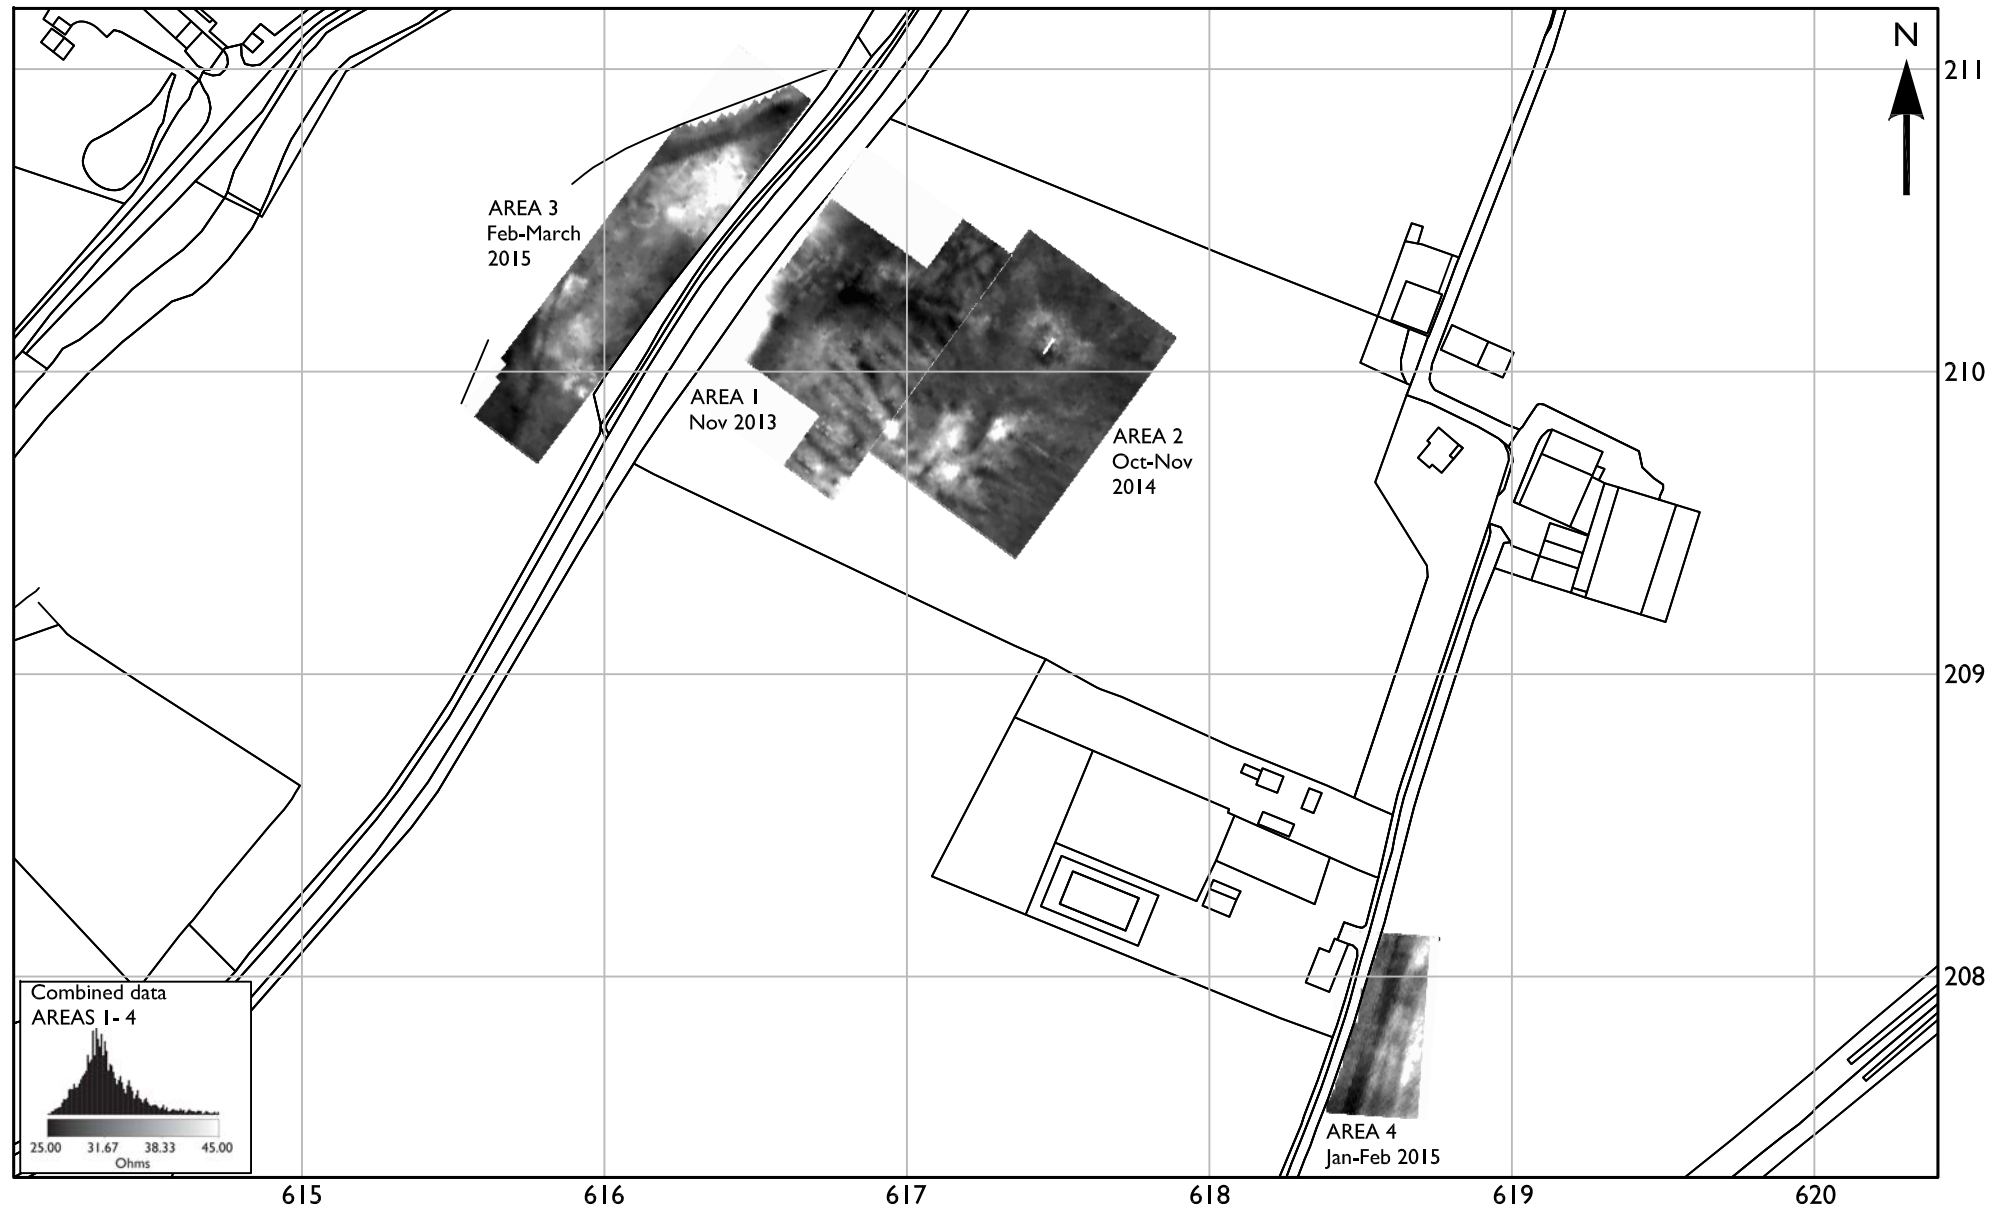 N
211
AREA 3
Feb-March
2015
210
AREA 1
Nov 2013
AREA 2
Oct-Nov
2014
209
208
Combined data
AREAS 1- 4
25.00 31.67 38.33 45.00
Ohms
AREA 4
Jan-Feb 2015
615 616 617 618 619 620